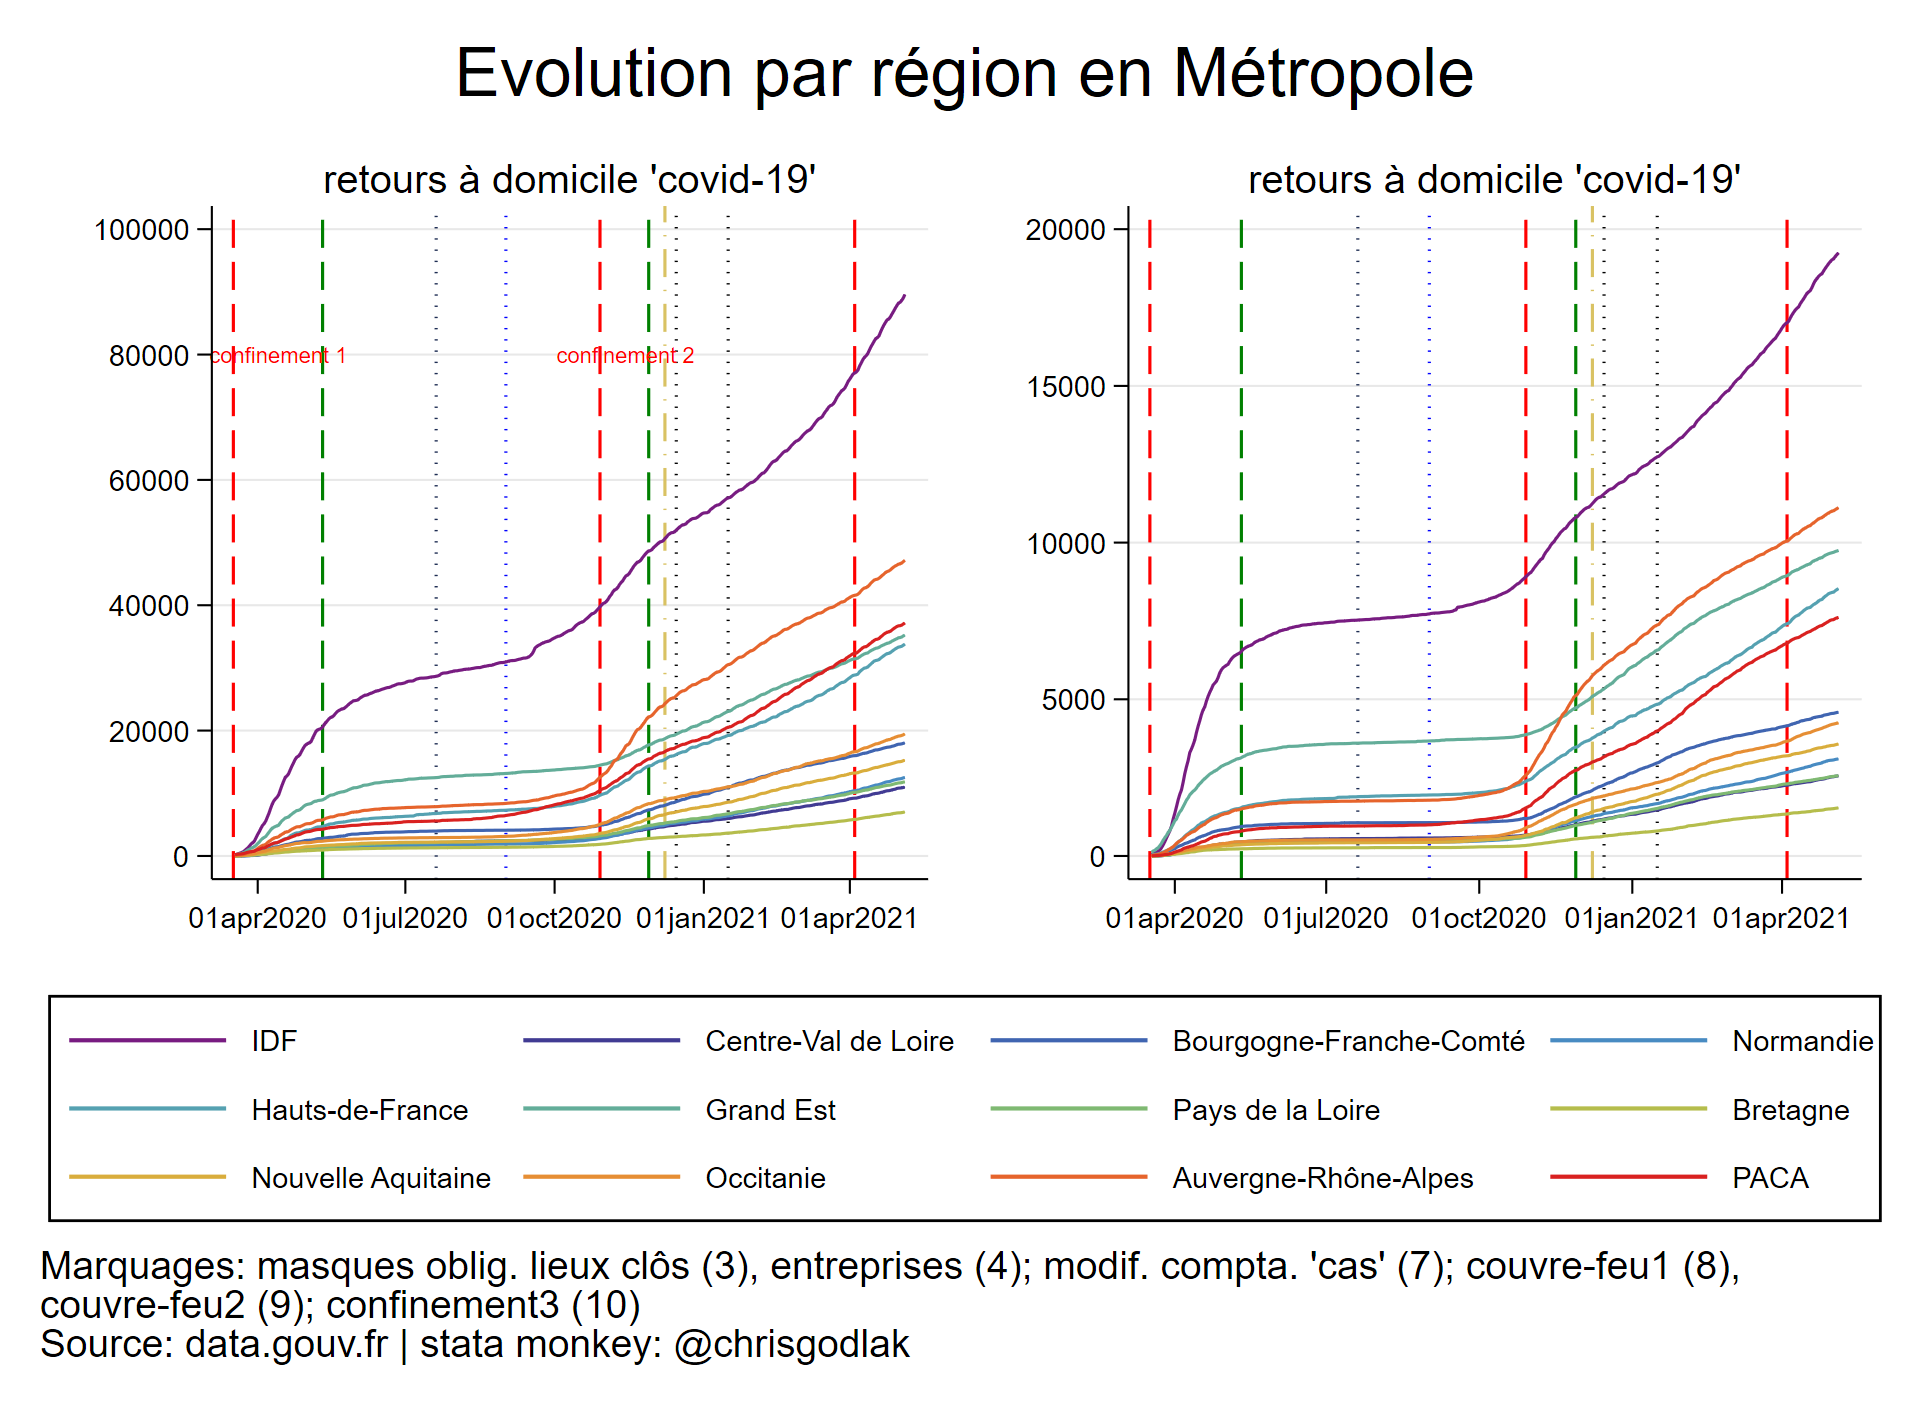 Evolution par région en Métropole
retours à domicile 'covid-19'
100000
80000
60000
40000
20000
0
confinement 1
confinement 2
01apr2020 01jul2020 01oct2020 01jan2021 01apr2021
retours à domicile 'covid-19'
20000
15000
10000
5000
0
01apr2020 01jul2020 01oct2020 01jan2021 01apr2021
IDF Centre-Val de Loire Bourgogne-Franche-Comté Normandie
Hauts-de-France Grand Est Pays de la Loire Bretagne
Nouvelle Aquitaine Occitanie Auvergne-Rhône-Alpes PACA
Marquages: masques oblig. lieux clôs (3), entreprises (4); modif. compta. 'cas' (7); couvre-feu1 (8),
couvre-feu2 (9); confinement3 (10)
Source: data.gouv.fr | stata monkey: @chrisgodlak